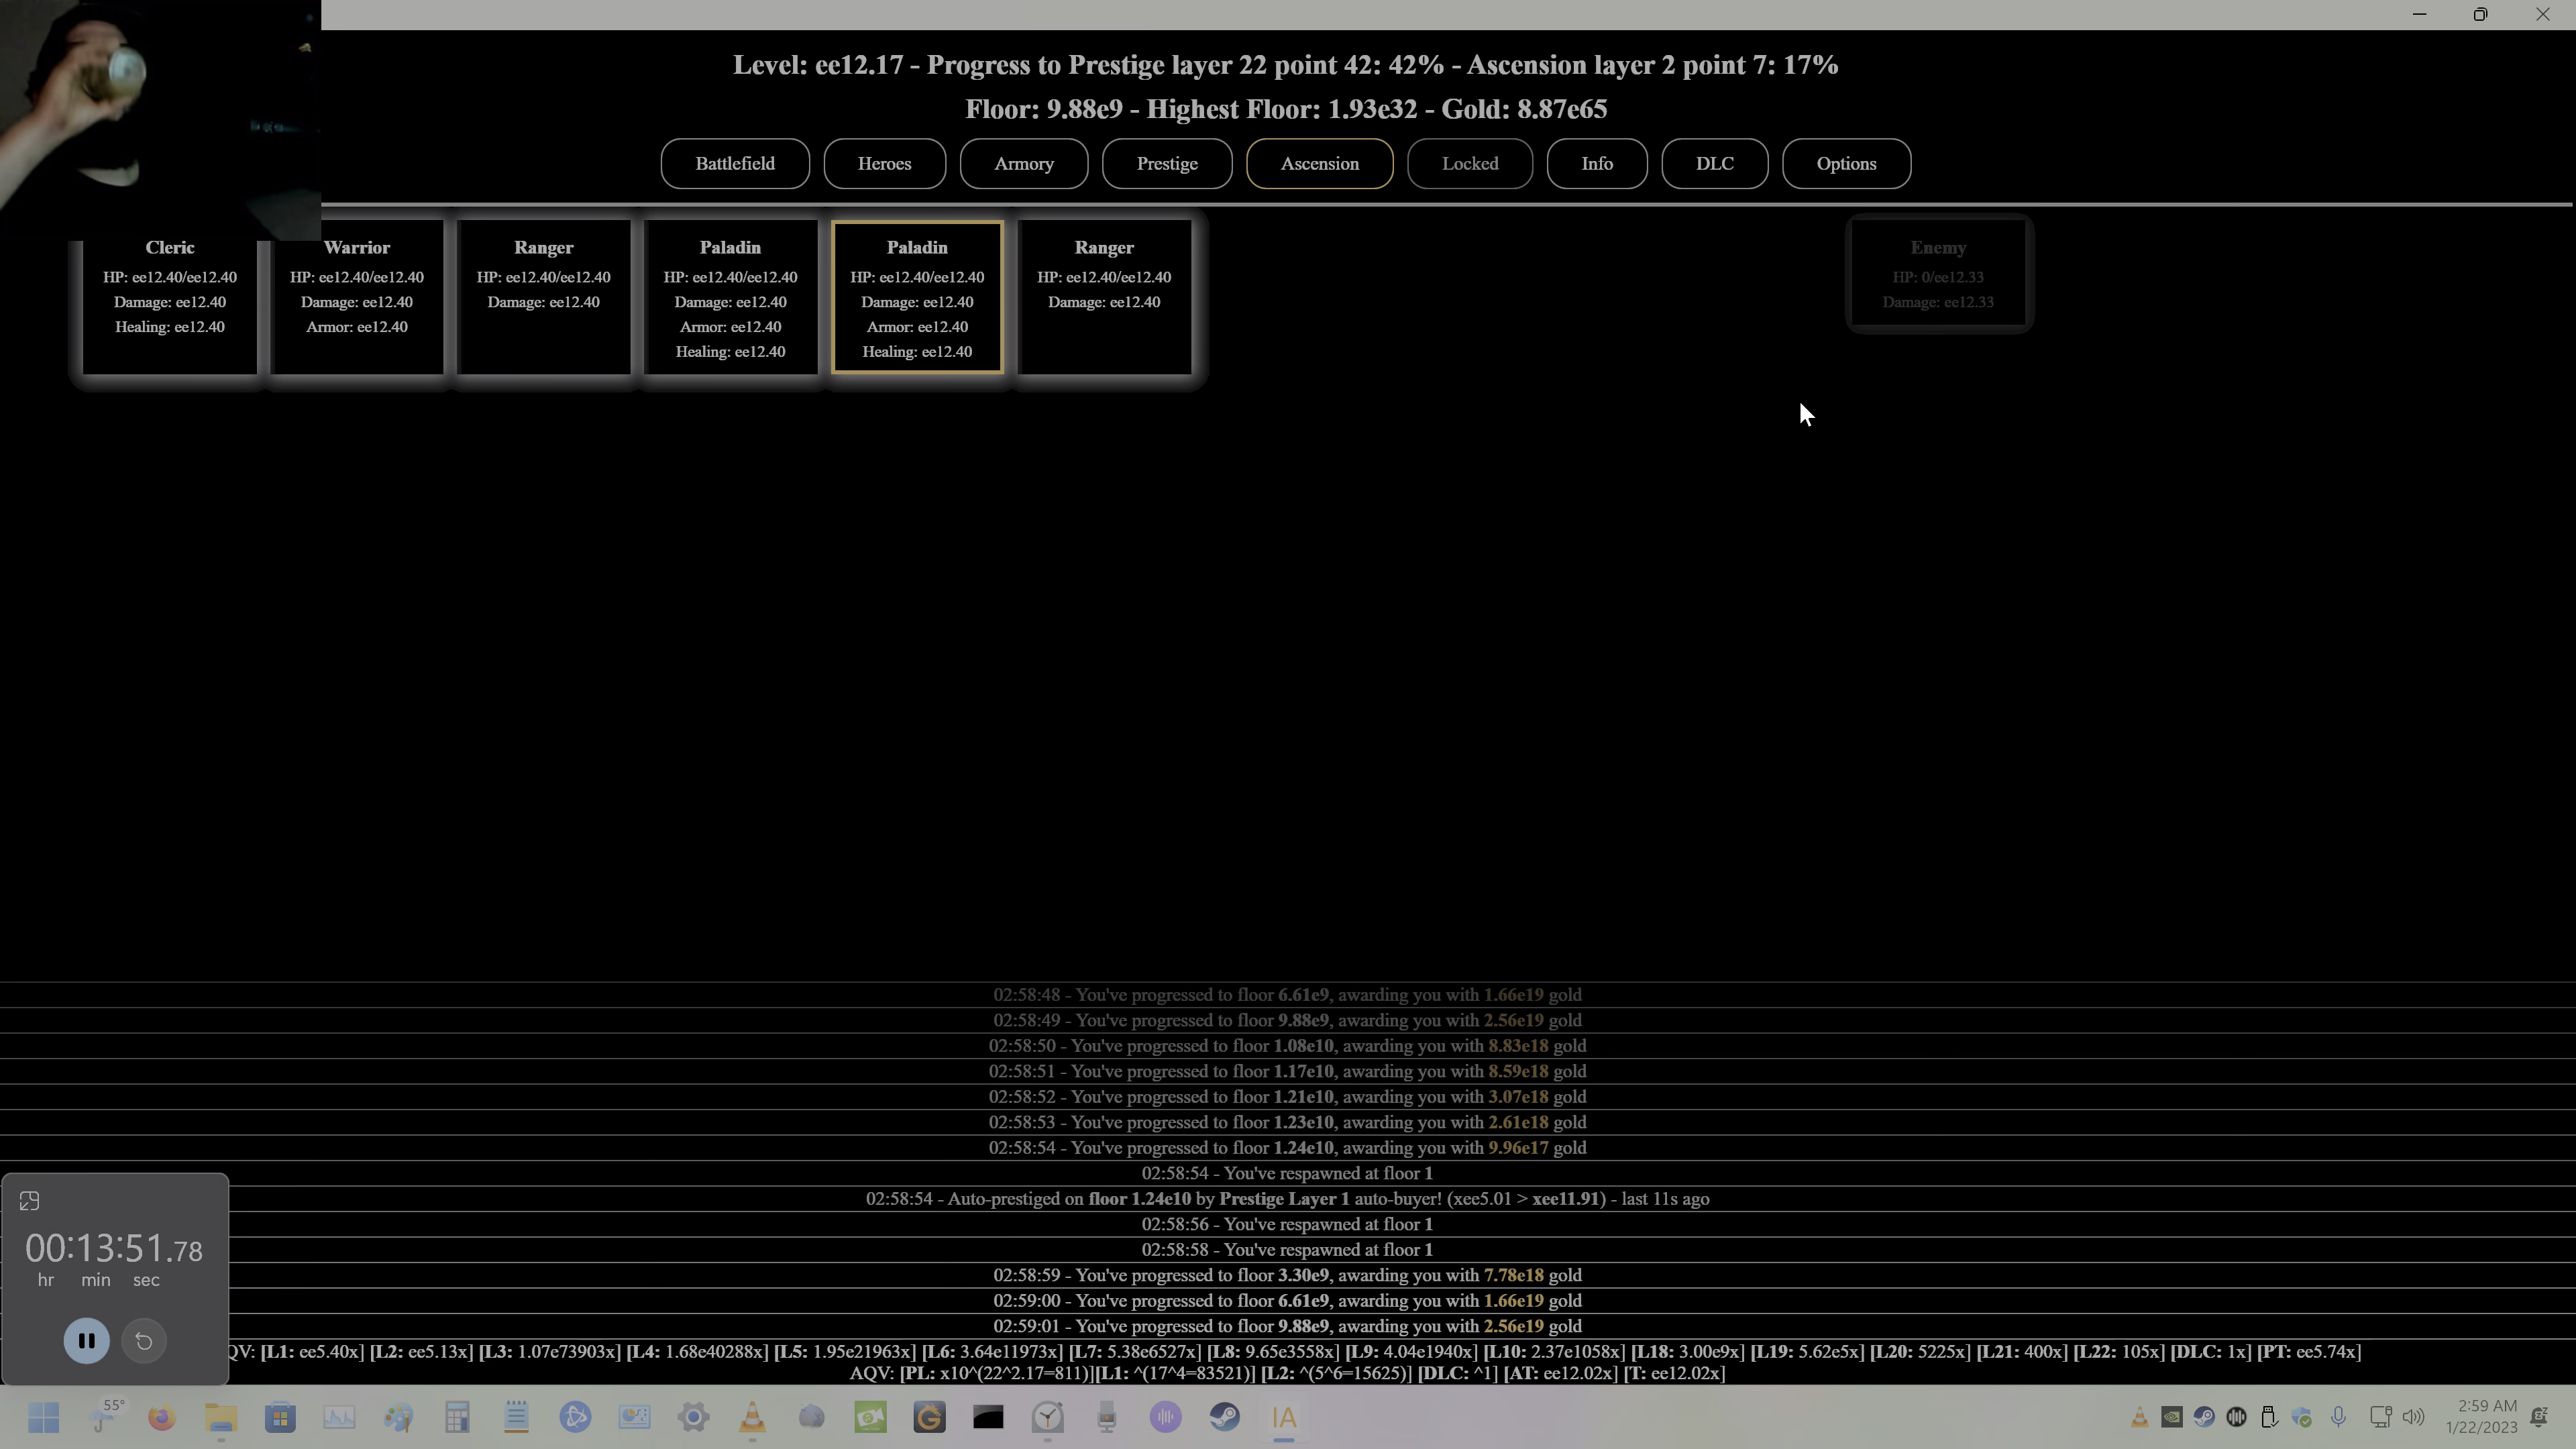 Level: ee12.17 - Progress to Prestige layer 22 point 42: 42% - Ascension layer 2 point 7: 17%
Floor: 9.88e9 - Highest Floor: 1.93e32 - Gold: 8.87e65
Battlefield Heroes Armory Prestige Ascension Locked Info DLC Options
Cleric
HP: ee12.40/ee12.40
Damage: ee12.40
Healing: ee12.40
Warrior
HP: ee12.40/ee12.40
Damage: ee12.40
Armor: ee12.40
Ranger
HP: ee12.40/ee12.40
Damage: ee12.40
Paladin
HP: ee12.40/ee12.40
Damage: ee12.40
Armor: ee12.40
Healing: ee12.40
Paladin
HP: ee12.40/ee12.40
Damage: ee12.40
Armor: ee12.40
Healing: ee12.40
Ranger
HP: ee12.40/ee12.40
Damage: ee12.40
Enemy
HP: 0/ee12.33
Damage: ee12.33
02:58:48 - You've progressed to floor 6.61e9, awarding you with 1.66e19 gold
02:58:49 - You've progressed to floor 9.88e9, awarding you with 2.56e19 gold
02:58:50 - You've progressed to floor 1.08e10, awarding you with 8.83e18 gold
02:58:51 - You've progressed to floor 1.17e10, awarding you with 8.59e18 gold
02:58:52 - You've progressed to floor 1.21e10, awarding you with 3.07e18 gold
02:58:53 - You've progressed to floor 1.23e10, awarding you with 2.61e18 gold
02:58:54 - You've progressed to floor 1.24e10, awarding you with 9.96e17 gold
02:58:54 - You've respawned at floor 1
02:58:54 - Auto-prestiged on floor 1.24e10 by Prestige Layer 1 auto-buyer! (xee5.01 > xee11.91) - last 11s ago
02:58:56 - You've respawned at floor 1
02:58:58 - You've respawned at floor 1
02:58:59 - You've progressed to floor 3.30e9, awarding you with 7.78e18 gold
02:59:00 - You've progressed to floor 6.61e9, awarding you with 1.66e19 gold
02:59:01 - You've progressed to floor 9.88e9, awarding you with 2.56e19 gold
QV: [L1: ee5.40x] [L2: ee5.13x] [L3: 1.07e73903x] [L4: 1.68e40288x] [L5: 1.95e21963x] [L6: 3.64e11973x] [L7: 5.38e6527x] [L8: 9.65e3558x] [L9: 4.04e1940x] [L10: 2.37e1058x] [L18: 3.00e9x] [L19: 5.62e5x] [L20: 5225x] [L21: 400x] [L22: 105x] [DLC: 1x] [PT: ee5.74x]
AQV: [PL: x10^(22^2.17=811)][L1: ^(17^4=83521)] [L2: ^(5^6=15625)] [DLC: ^1] [AT: ee12.02x] [T: ee12.02x]
00:13:51.78
hr min sec
55°
IA
2:59 AM
1/22/2023